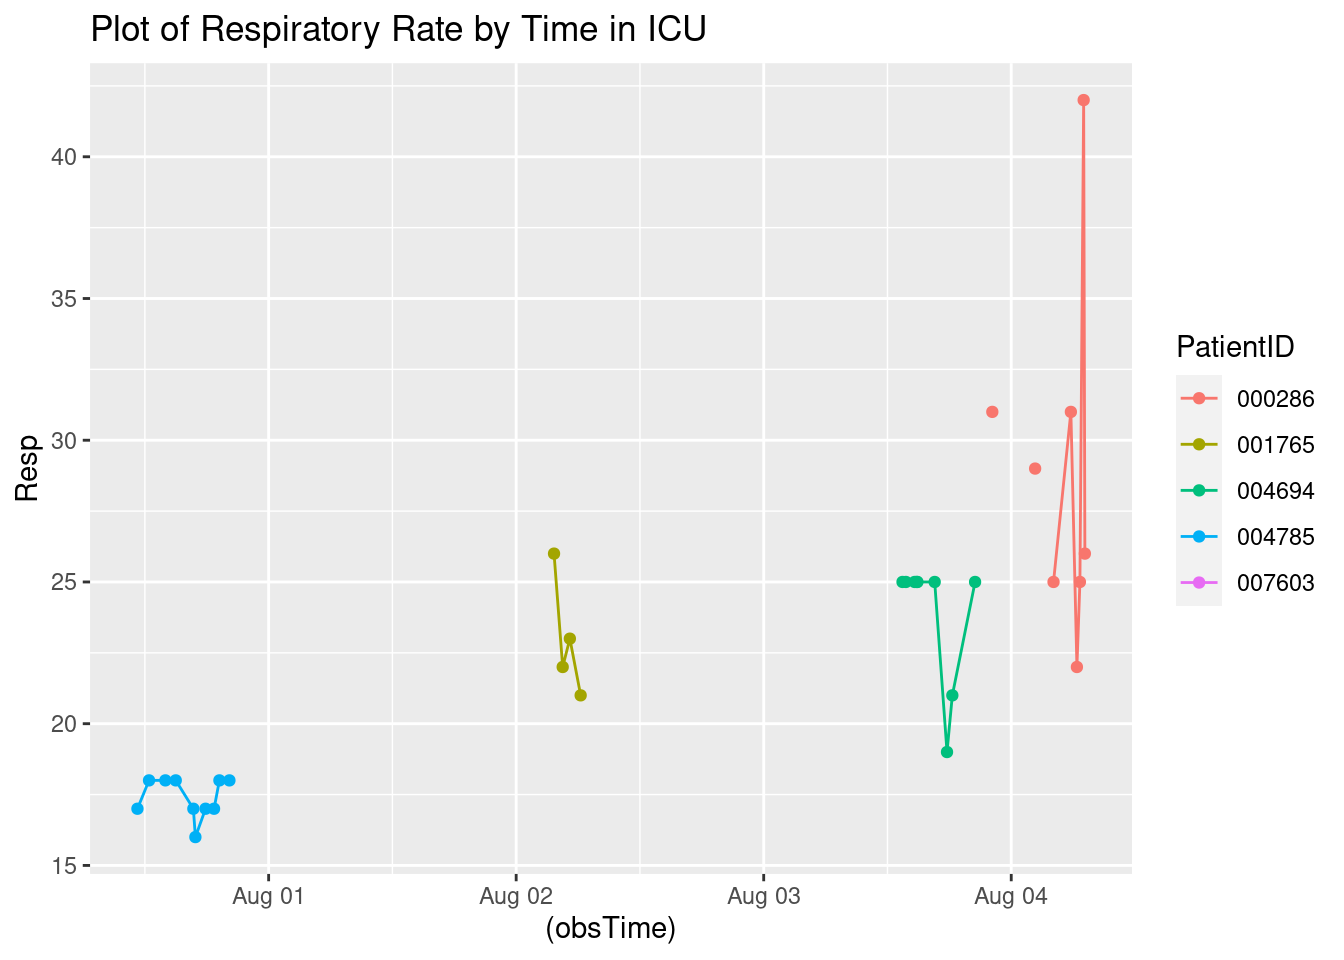 Plot of Respiratory Rate by Time in ICU
40
35
30
25
20
15
Resp
Aug 01
Aug 02
Aug 03
Aug 04
(obsTime)
PatientID
000286
001765
004694
004785
007603